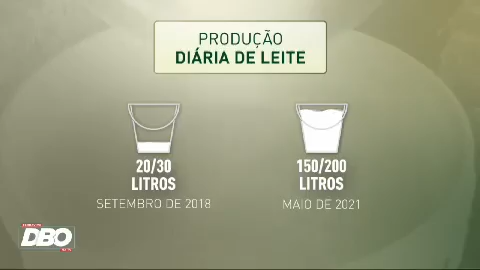 PRODUÇÃO
DIÁRIA DE LEITE
20/30
LITROS
SETEMBRO DE 2018
150/200
LITROS
MAIO DE 2021
DBO